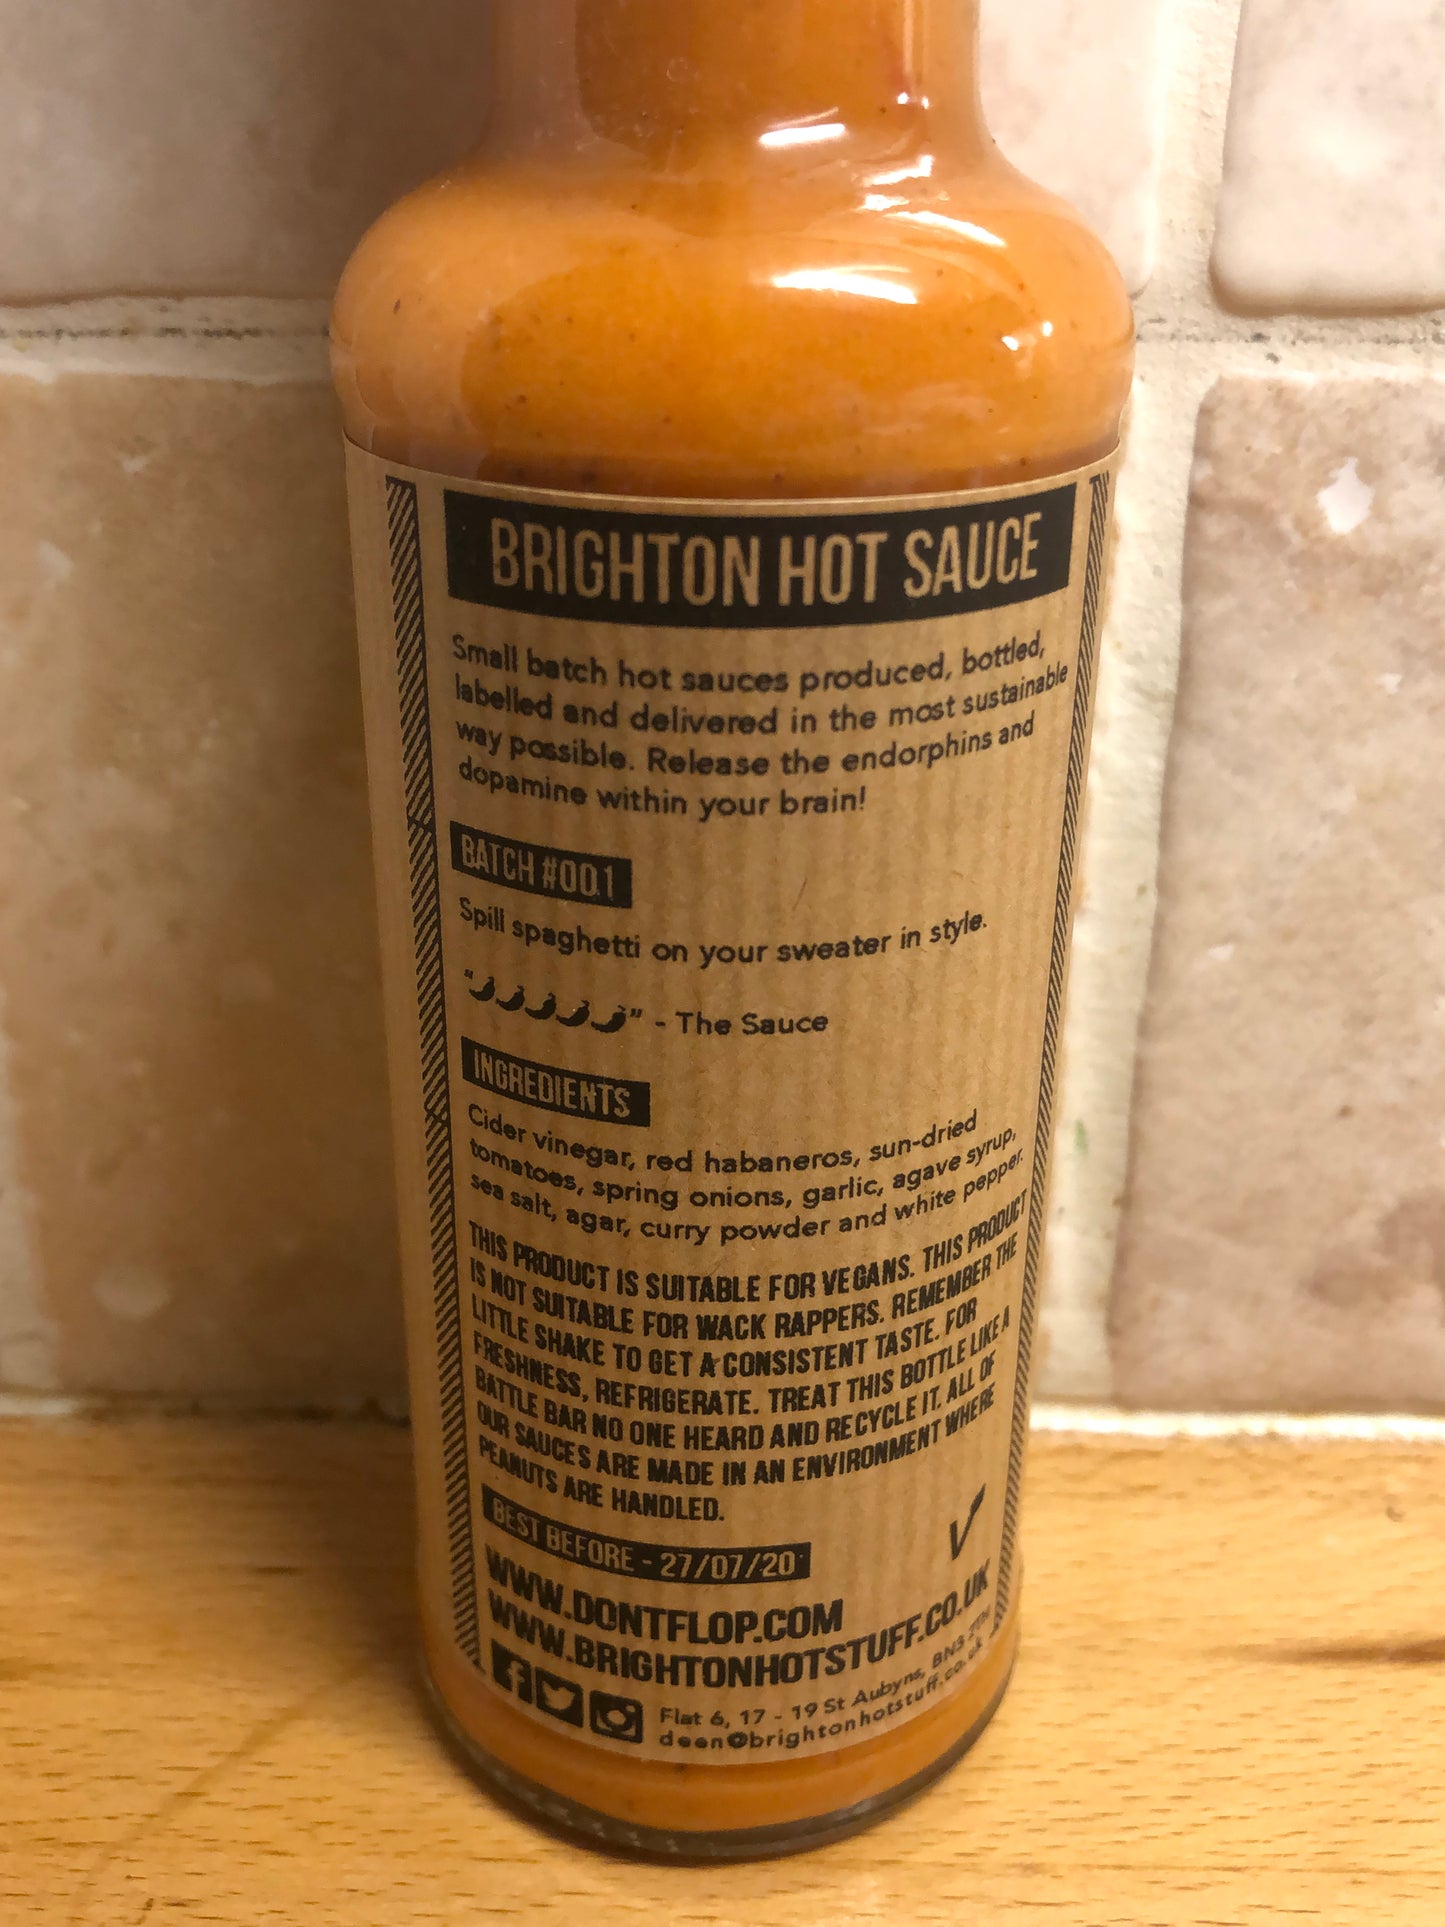 BRIGHTON HOT SAUCE
Small batch hot sauces produced, bottled,
labelled and delivered in the most sustainable
way possible. Release the endorphins and
dopamine within your brain!
BATCH #001
Spill spaghetti on your sweater in style.
" " - The Sauce
INGREDIENTS
Cider vinegar, red habaneros, sun-dried
tomatoes, spring onions, garlic, agave syrup,
sea salt, agar, curry powder and white pepper.
THIS PRODUCT IS SUITABLE FOR VEGANS. THIS PRODUCT
IS NOT SUITABLE FOR WACK RAPPERS. REMEMBER THE
LITTLE SHAKE TO GET A CONSISTENT TASTE. FOR
FRESHNESS, REFRIGERATE. TREAT THIS BOTTLE LIKE A
BATTLE BAR NO ONE HEARD AND RECYCLE IT. ALL OF
OUR SAUCES ARE MADE IN AN ENVIRONMENT WHERE
PEANUTS ARE HANDLED.
BEST BEFORE - 27/07/20
WWW.DONTFLOP.COM
WWW.BRIGHTONHOTSTUFF.CO.UK
Flat 6, 17 - 19 St Aubyns, BN3 2TH
deen@brightonhotstuff.co.uk